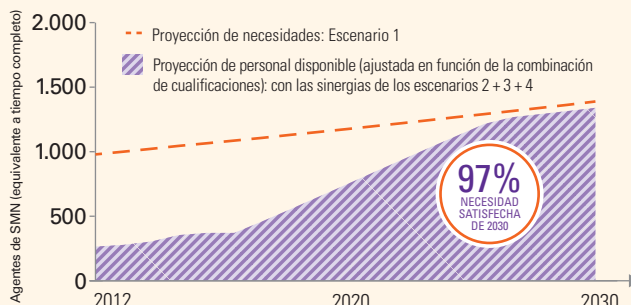 Agentes de SMN (equivalente a tiempo completo)
2.000
1.500
1.000
500
0
Proyección de necesidades: Escenario 1
Proyección de personal disponible (ajustada en función de la combinación
de cualificaciones): con las sinergias de los escenarios 2 + 3 + 4
97%
NECESIDAD
SATISFECHA
DE 2030
2012
2020
2030